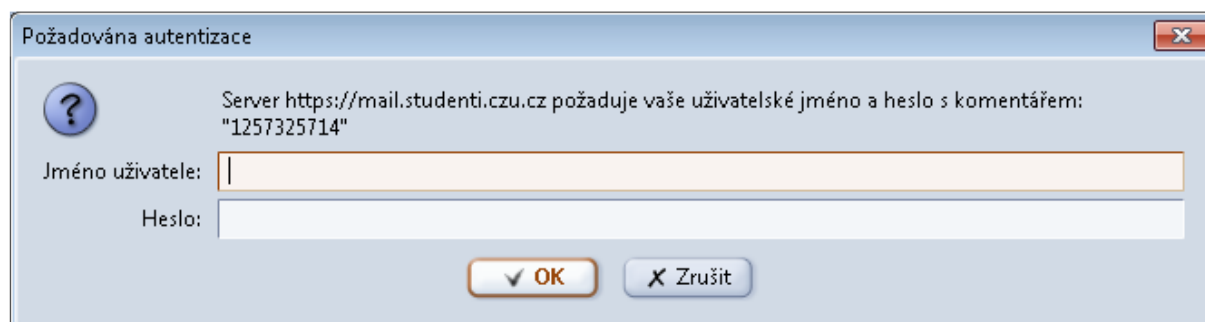 Požadována autentizace
Server https://mail.studenti.czu.cz požaduje vaše uživatelské jméno a heslo s komentářem:
"1257325714"
Jméno uživatele:
Heslo:
OK
Zrušit